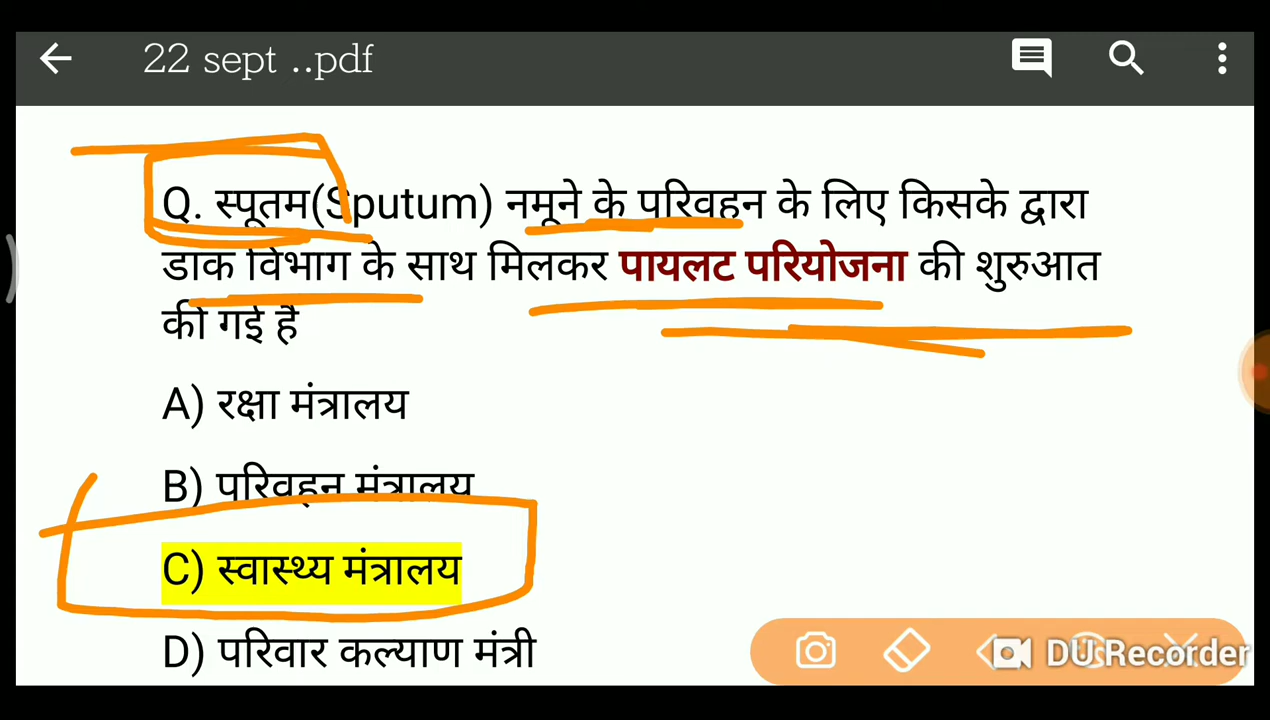 22 sept ..pdf
Q. स्पूतम(Sputum) नमूने के परिवहन के लिए किसके द्वारा
डाक विभाग के साथ मिलकर पायलट परियोजना की शुरुआत
की गई है
A) रक्षा मंत्रालय
B) परिवहन मंत्रालय
C) स्वास्थ्य मंत्रालय
D) परिवार कल्याण मंत्री
DU Recorder